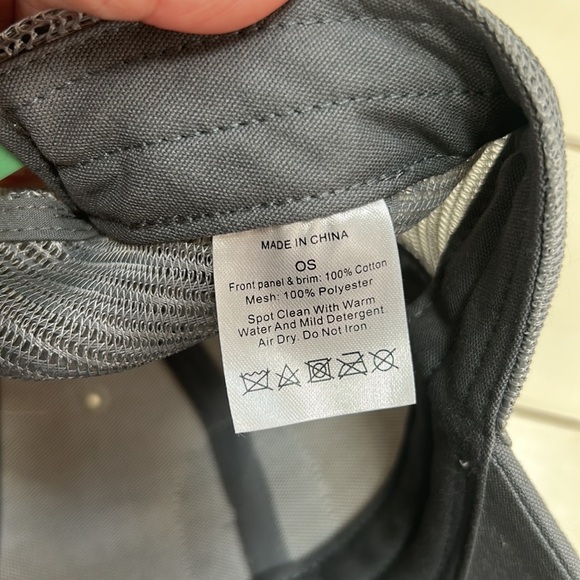 MADE IN CHINA
OS
Front panel & brim: 100% Cotton
Mesh: 100% Polyester
Spot Clean With Warm
Water And Mild Detergent.
Air Dry. Do Not Iron